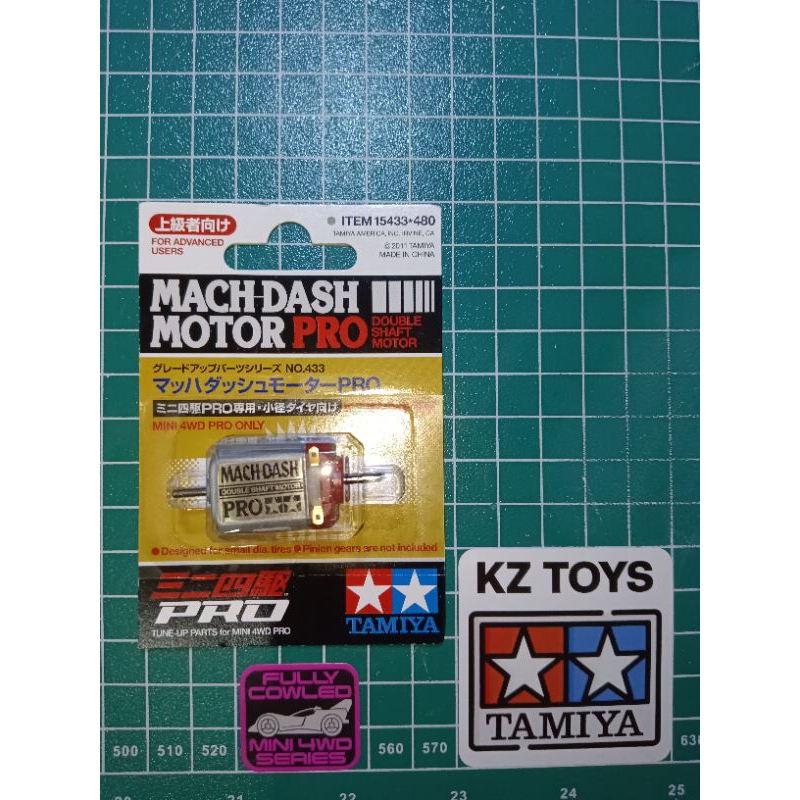 上級者向け
FOR ADVANCED
USERS
ITEM 15433*480
TAMIYA AMERICA, INC. IRVINE, CA
© 2011 TAMIYA
MADE IN CHINA
MACH-DASH
MOTOR PRO
DOUBLE
SHAFT
MOTOR
グレードアップパーツシリーズ NO.433
マッハダッシュモーターPRO
ミニ四駆PRO専用・小径タイヤ向け
MINI 4WD PRO ONLY
MACH-DASH
DOUBLE SHAFT MOTOR
PRO
● Designed for small dia. tires ● Pinion gears are not included
ミニ四駆
PRO
TUNE-UP PARTS for MINI 4WD PRO
TAMIYA
KZ TOYS
TAMIYA
FULLY
COWLED
MINI 4WD
SERIES
500 510 520 560 570 630
20 21 22 23 24 25